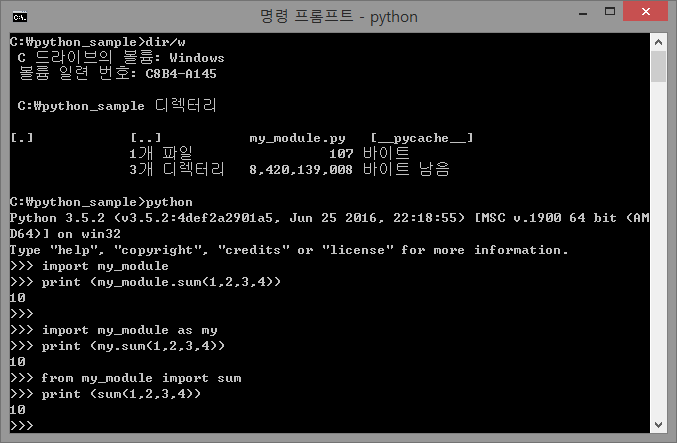 명령 프롬프트 - python
C:₩python_sample>dir/w
C 드라이브의 볼륨: Windows
볼륨 일련 번호: C8B4-A145
C:₩python_sample 디렉터리
[.] [..] my_module.py [__pycache__]
1개 파일 107 바이트
3개 디렉터리 8,420,139,008 바이트 남음
C:₩python_sample>python
Python 3.5.2 (v3.5.2:4def2a2901a5, Jun 25 2016, 22:18:55) [MSC v.1900 64 bit (AM
D64)] on win32
Type "help", "copyright", "credits" or "license" for more information.
>>> import my_module
>>> print (my_module.sum(1,2,3,4))
10
>>>
>>> import my_module as my
>>> print (my.sum(1,2,3,4))
10
>>> from my_module import sum
>>> print (sum(1,2,3,4))
10
>>>